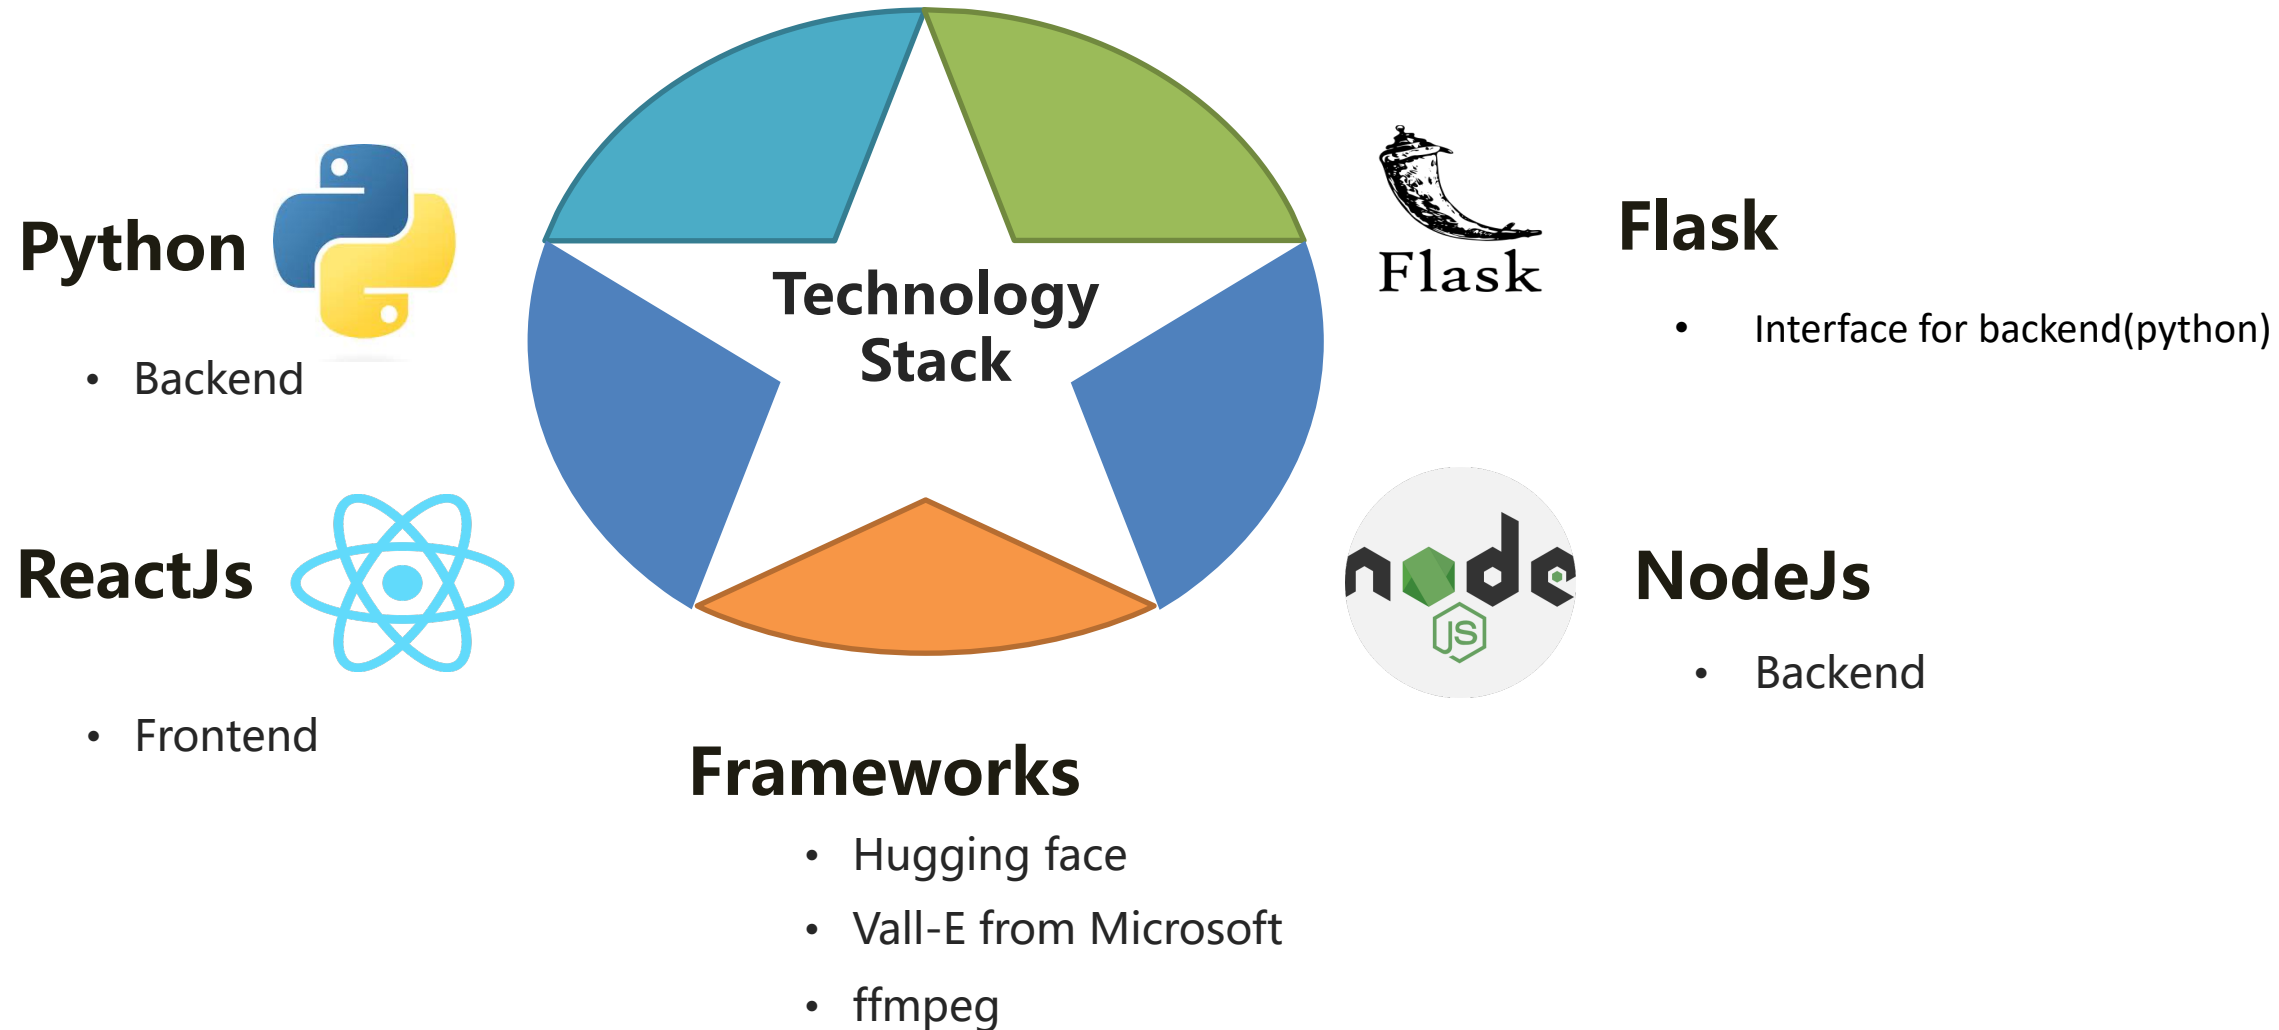 Technology
Stack
Python
• Backend
Flask
Flask
• Interface for backend(python)
ReactJs
• Frontend
node
JS
NodeJs
• Backend
Frameworks
• Hugging face
• Vall-E from Microsoft
• ffmpeg